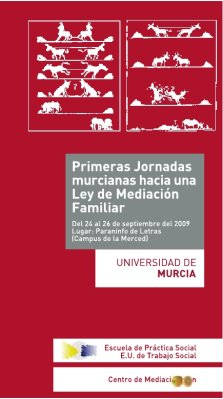 Primeras Jornadas
murcianas hacia una
Ley de Mediación
Familiar
Del 24 al 26 de septiembre del 2009
Lugar: Paraninfo de Letras
(Campus de la Merced)
UNIVERSIDAD DE
MURCIA
Escuela de Práctica Social
E.U. de Trabajo Social
Centro de Mediación